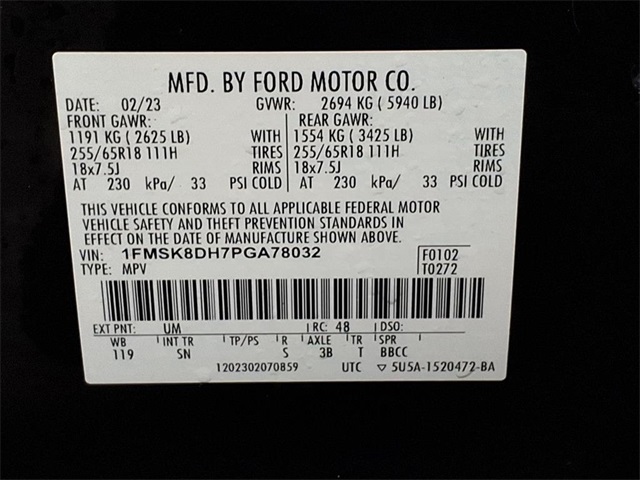 MFD. BY FORD MOTOR CO.
DATE: 02/23 GVWR: 2694 KG ( 5940 LB)
FRONT GAWR: REAR GAWR:
1191 KG ( 2625 LB) WITH 1554 KG ( 3425 LB) WITH
255/65R18 111H TIRES 255/65R18 111H TIRES
18x7.5J RIMS 18x7.5J RIMS
AT 230 kPa/ 33 PSI COLD AT 230 kPa/ 33 PSI COLD
THIS VEHICLE CONFORMS TO ALL APPLICABLE FEDERAL MOTOR
VEHICLE SAFETY AND THEFT PREVENTION STANDARDS IN
EFFECT ON THE DATE OF MANUFACTURE SHOWN ABOVE.
VIN: 1FMSK8DH7PGA78032 F0102
TYPE: MPV T0272
EXT PNT: UM RC: 48 DSO:
WB INT TR TP/PS R AXLE TR SPR
119 SN S 3B T BBCC
1202302070859 UTC ▽ 5U5A-1520472-BA